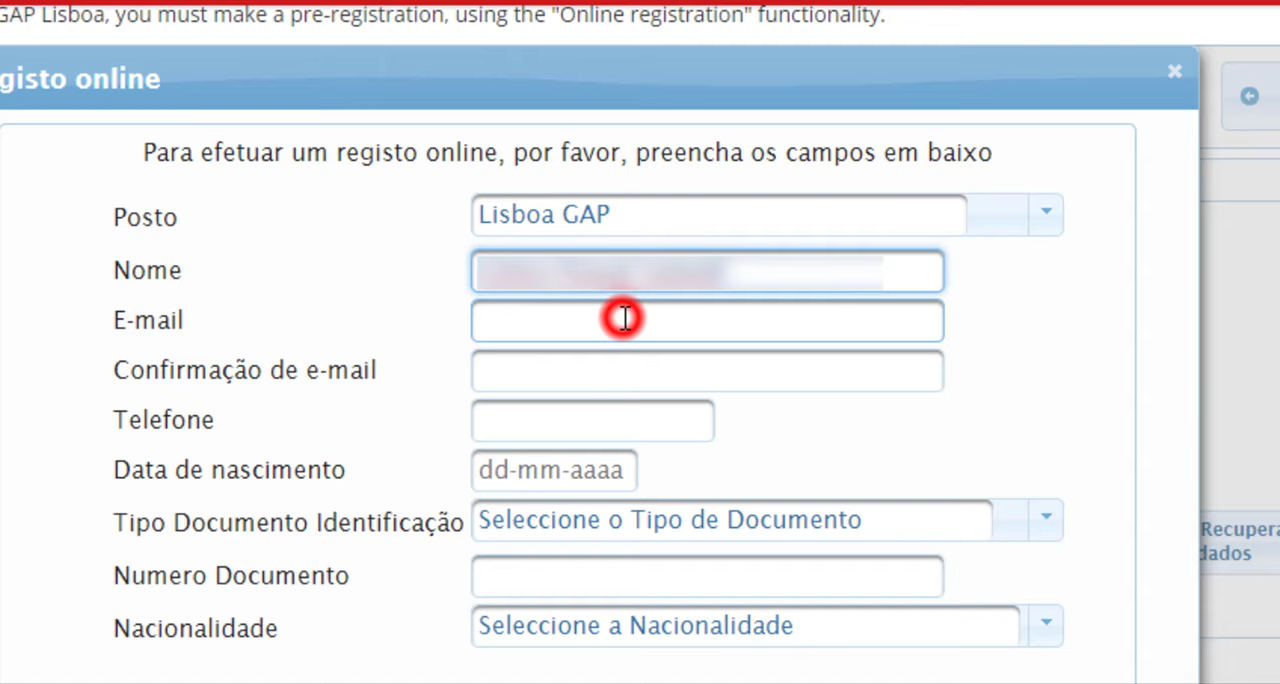 GAP Lisboa, you must make a pre-registration, using the "Online registration" functionality.
gisto online
Para efetuar um registo online, por favor, preencha os campos em baixo
Posto Lisboa GAP
Nome
E-mail
Confirmação de e-mail
Telefone
Data de nascimento dd-mm-aaaa
Tipo Documento Identificação Seleccione o Tipo de Documento
Recupera
dados
Numero Documento
Nacionalidade Seleccione a Nacionalidade